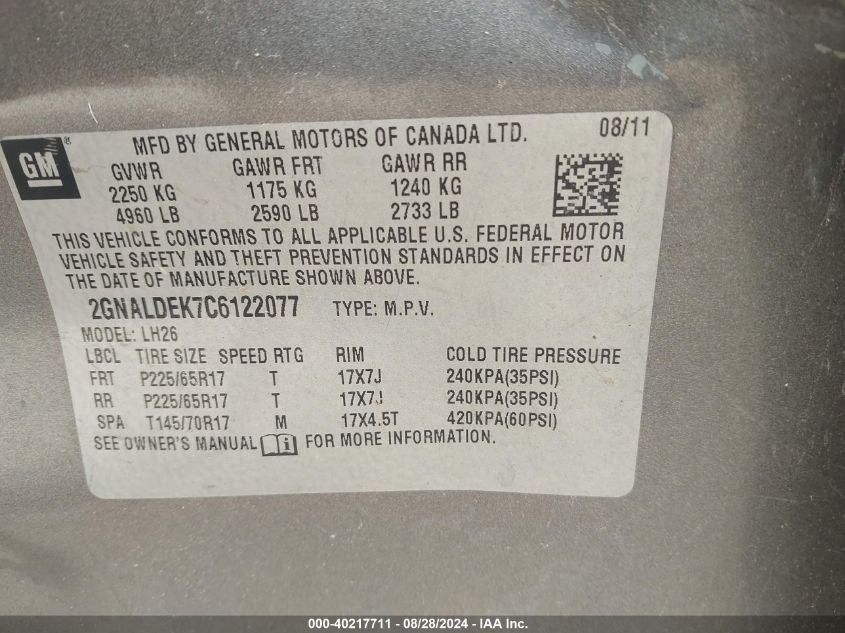 GM ®
MFD BY GENERAL MOTORS OF CANADA LTD. 08/11
GVWR GAWR FRT GAWR RR
2250 KG 1175 KG 1240 KG
4960 LB 2590 LB 2733 LB
THIS VEHICLE CONFORMS TO ALL APPLICABLE U.S. FEDERAL MOTOR
VEHICLE SAFETY AND THEFT PREVENTION STANDARDS IN EFFECT ON
THE DATE OF MANUFACTURE SHOWN ABOVE.
2GNALDEK7C6122077 TYPE: M.P.V.
MODEL: LH26
LBCL TIRE SIZE SPEED RTG RIM COLD TIRE PRESSURE
FRT P225/65R17 T 17X7J 240KPA(35PSI)
RR P225/65R17 T 17X7J 240KPA(35PSI)
SPA T145/70R17 M 17X4.5T 420KPA(60PSI)
SEE OWNER'S MANUAL i FOR MORE INFORMATION.
000-40217711 - 08/28/2024 - IAA Inc.